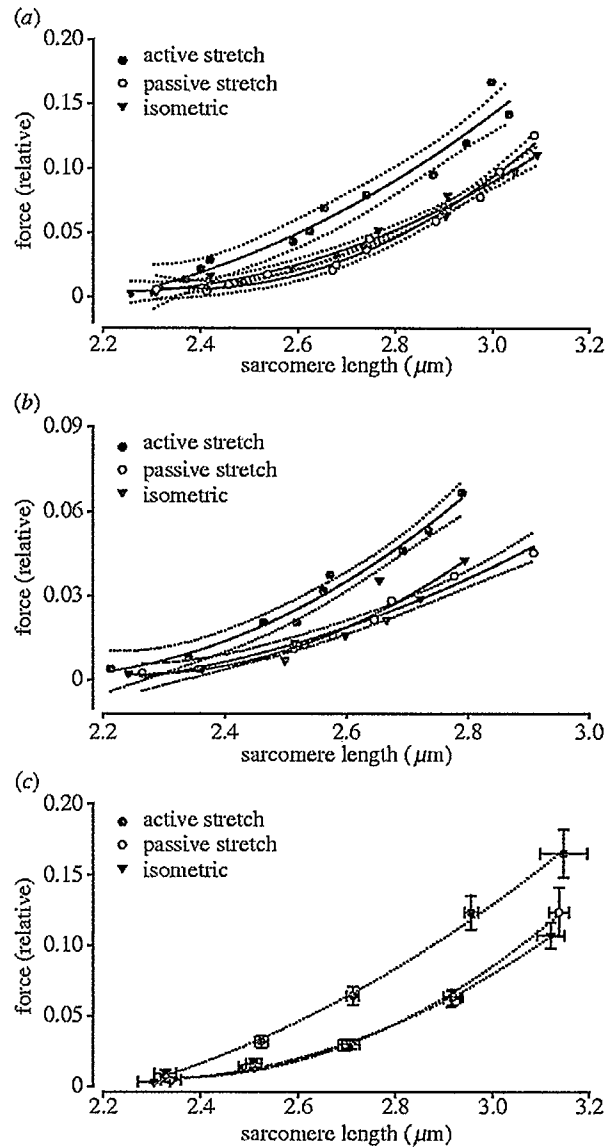 (a)
0.20
active stretch
passive stretch
isometric
0.15
0.10
0.05
0
force (relative)
2.2 2.4 2.6 2.8 3.0 3.2
sarcomere length (μm)
(b)
0.09
active stretch
passive stretch
isometric
0.06
0.03
0
force (relative)
2.2 2.4 2.6 2.8 3.0
sarcomere length (μm)
(c)
0.20
active stretch
passive stretch
isometric
0.15
0.10
0.05
0
force (relative)
2.2 2.4 2.6 2.8 3.0 3.2
sarcomere length (μm)